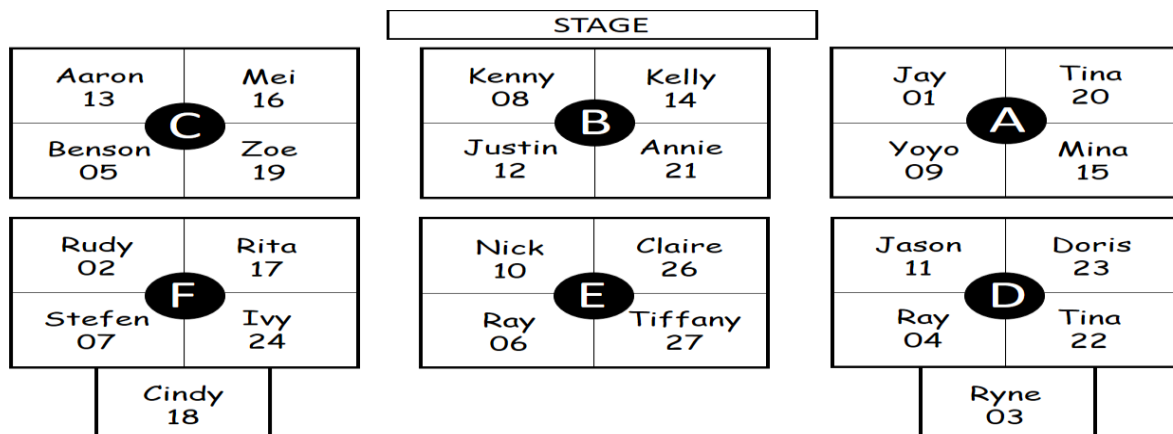 STAGE
Aaron
13
Mei
16
C
Benson
05
Zoe
19
Kenny
08
Kelly
14
B
Justin
12
Annie
21
Jay
01
Tina
20
A
Yoyo
09
Mina
15
Rudy
02
Rita
17
F
Stefen
07
Ivy
24
Cindy
18
Nick
10
Claire
26
E
Ray
06
Tiffany
27
Jason
11
Doris
23
D
Ray
04
Tina
22
Ryne
03